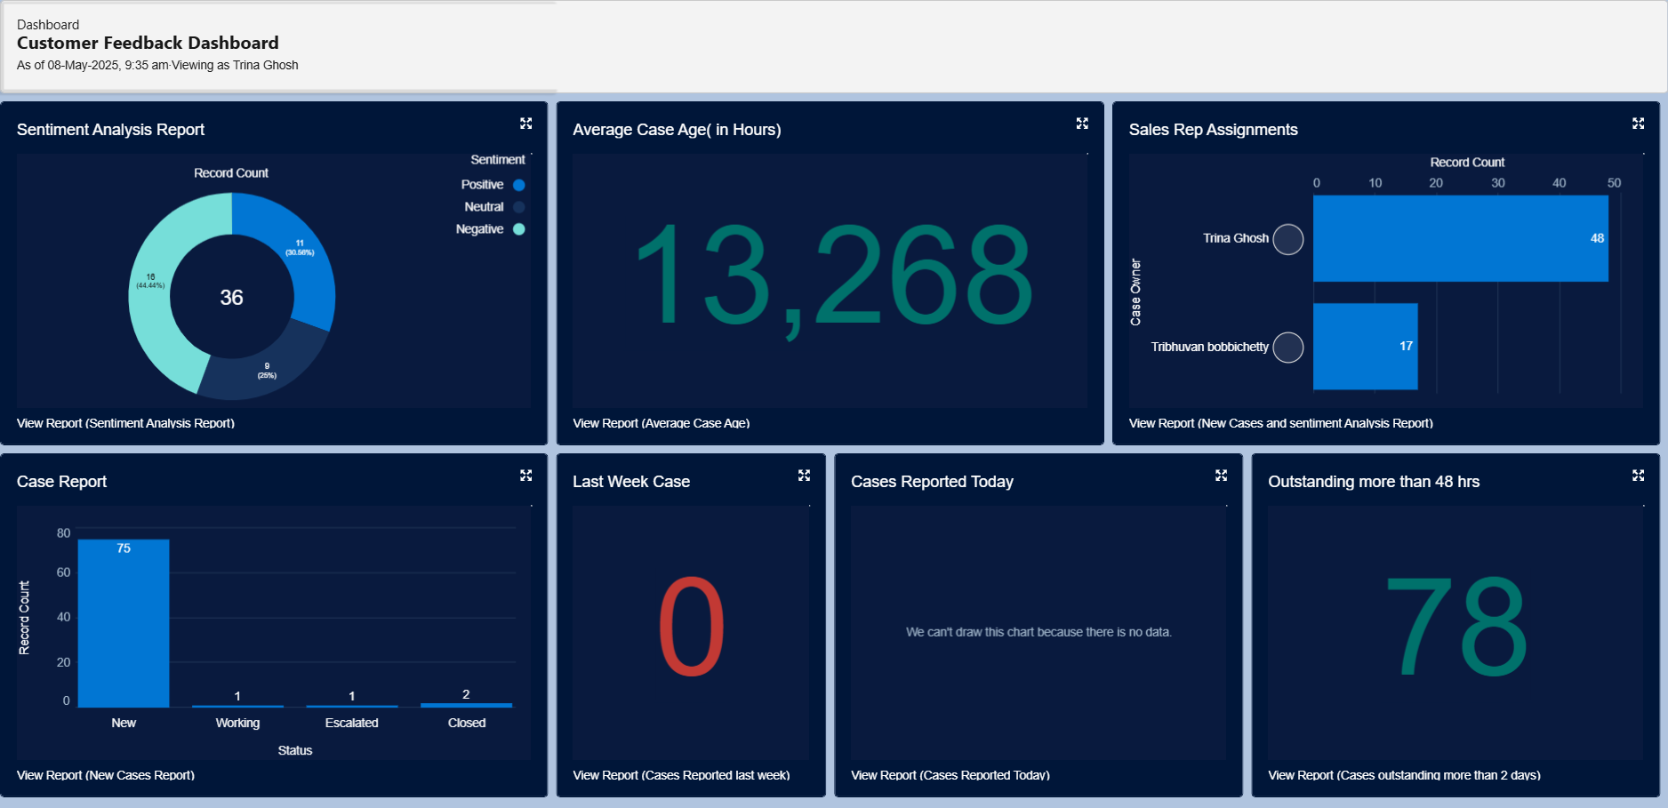 Dashboard
Customer Feedback Dashboard
As of 08-May-2025, 9:35 am·Viewing as Trina Ghosh
Sentiment Analysis Report
Record Count
Sentiment
Positive
Neutral
Negative
11
(30.56%)
16
(44.44%)
36
9
(25%)
View Report (Sentiment Analysis Report)
Average Case Age( in Hours)
13,268
View Report (Average Case Age)
Sales Rep Assignments
Record Count
0 10 20 30 40 50
Case Owner
Trina Ghosh
48
Tribhuvan bobbichetty
17
View Report (New Cases and sentiment Analysis Report)
Case Report
Record Count
80
60
40
20
0
75
1
1
2
New Working Escalated Closed
Status
View Report (New Cases Report)
Last Week Case
0
View Report (Cases Reported last week)
Cases Reported Today
We can't draw this chart because there is no data.
View Report (Cases Reported Today)
Outstanding more than 48 hrs
78
View Report (Cases outstanding more than 2 days)